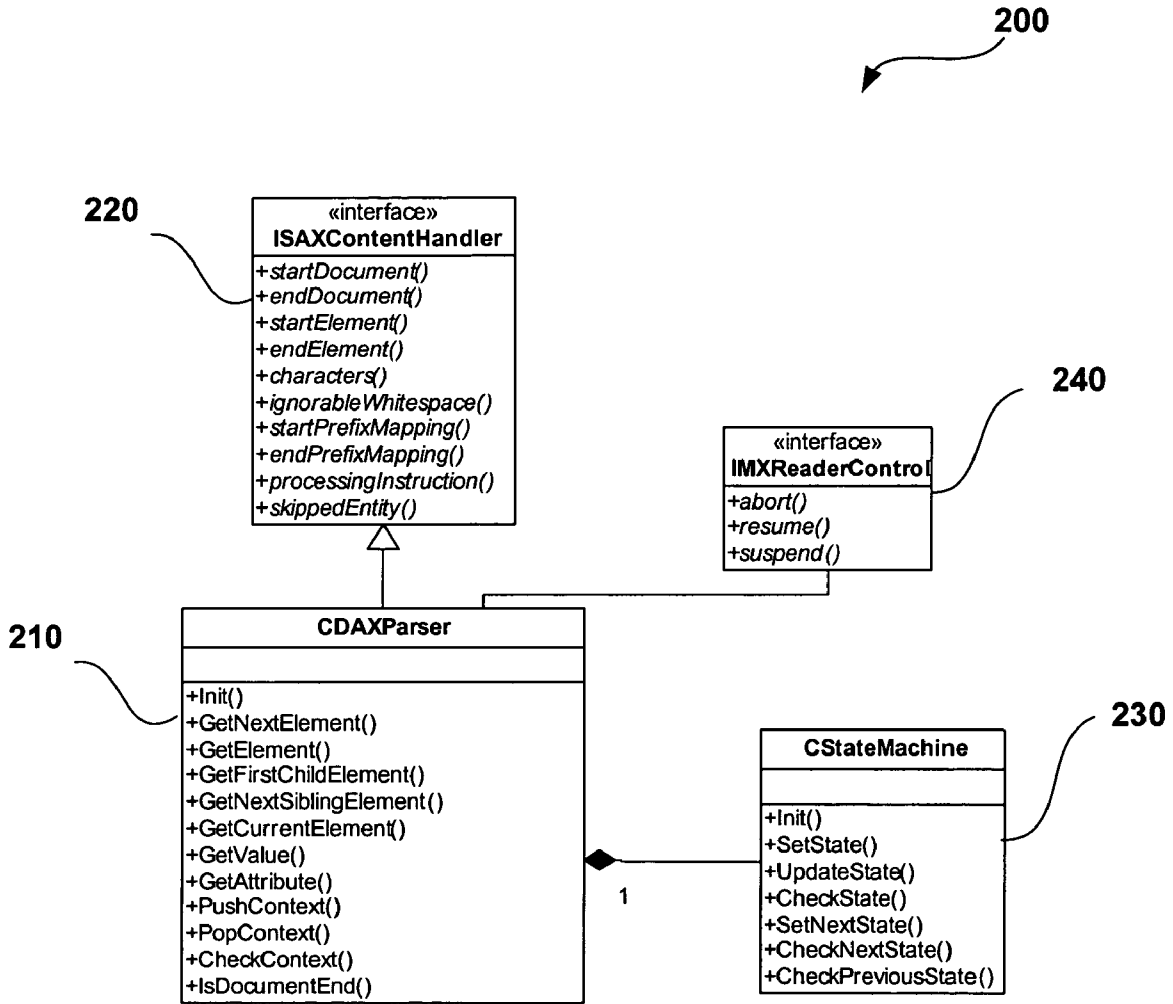 200
220
«interface»
ISAXContentHandler
+startDocument()
+endDocument()
+startElement()
+endElement()
+characters()
+ignorableWhitespace()
+startPrefixMapping()
+endPrefixMapping()
+processingInstruction()
+skippedEntity()
240
«interface»
IMXReaderControl
+abort()
+resume()
+suspend()
210
CDAXParser
+Init()
+GetNextElement()
+GetElement()
+GetFirstChildElement()
+GetNextSiblingElement()
+GetCurrentElement()
+GetValue()
+GetAttribute()
+PushContext()
+PopContext()
+CheckContext()
+IsDocumentEnd()
1
230
CStateMachine
+Init()
+SetState()
+UpdateState()
+CheckState()
+SetNextState()
+CheckNextState()
+CheckPreviousState()